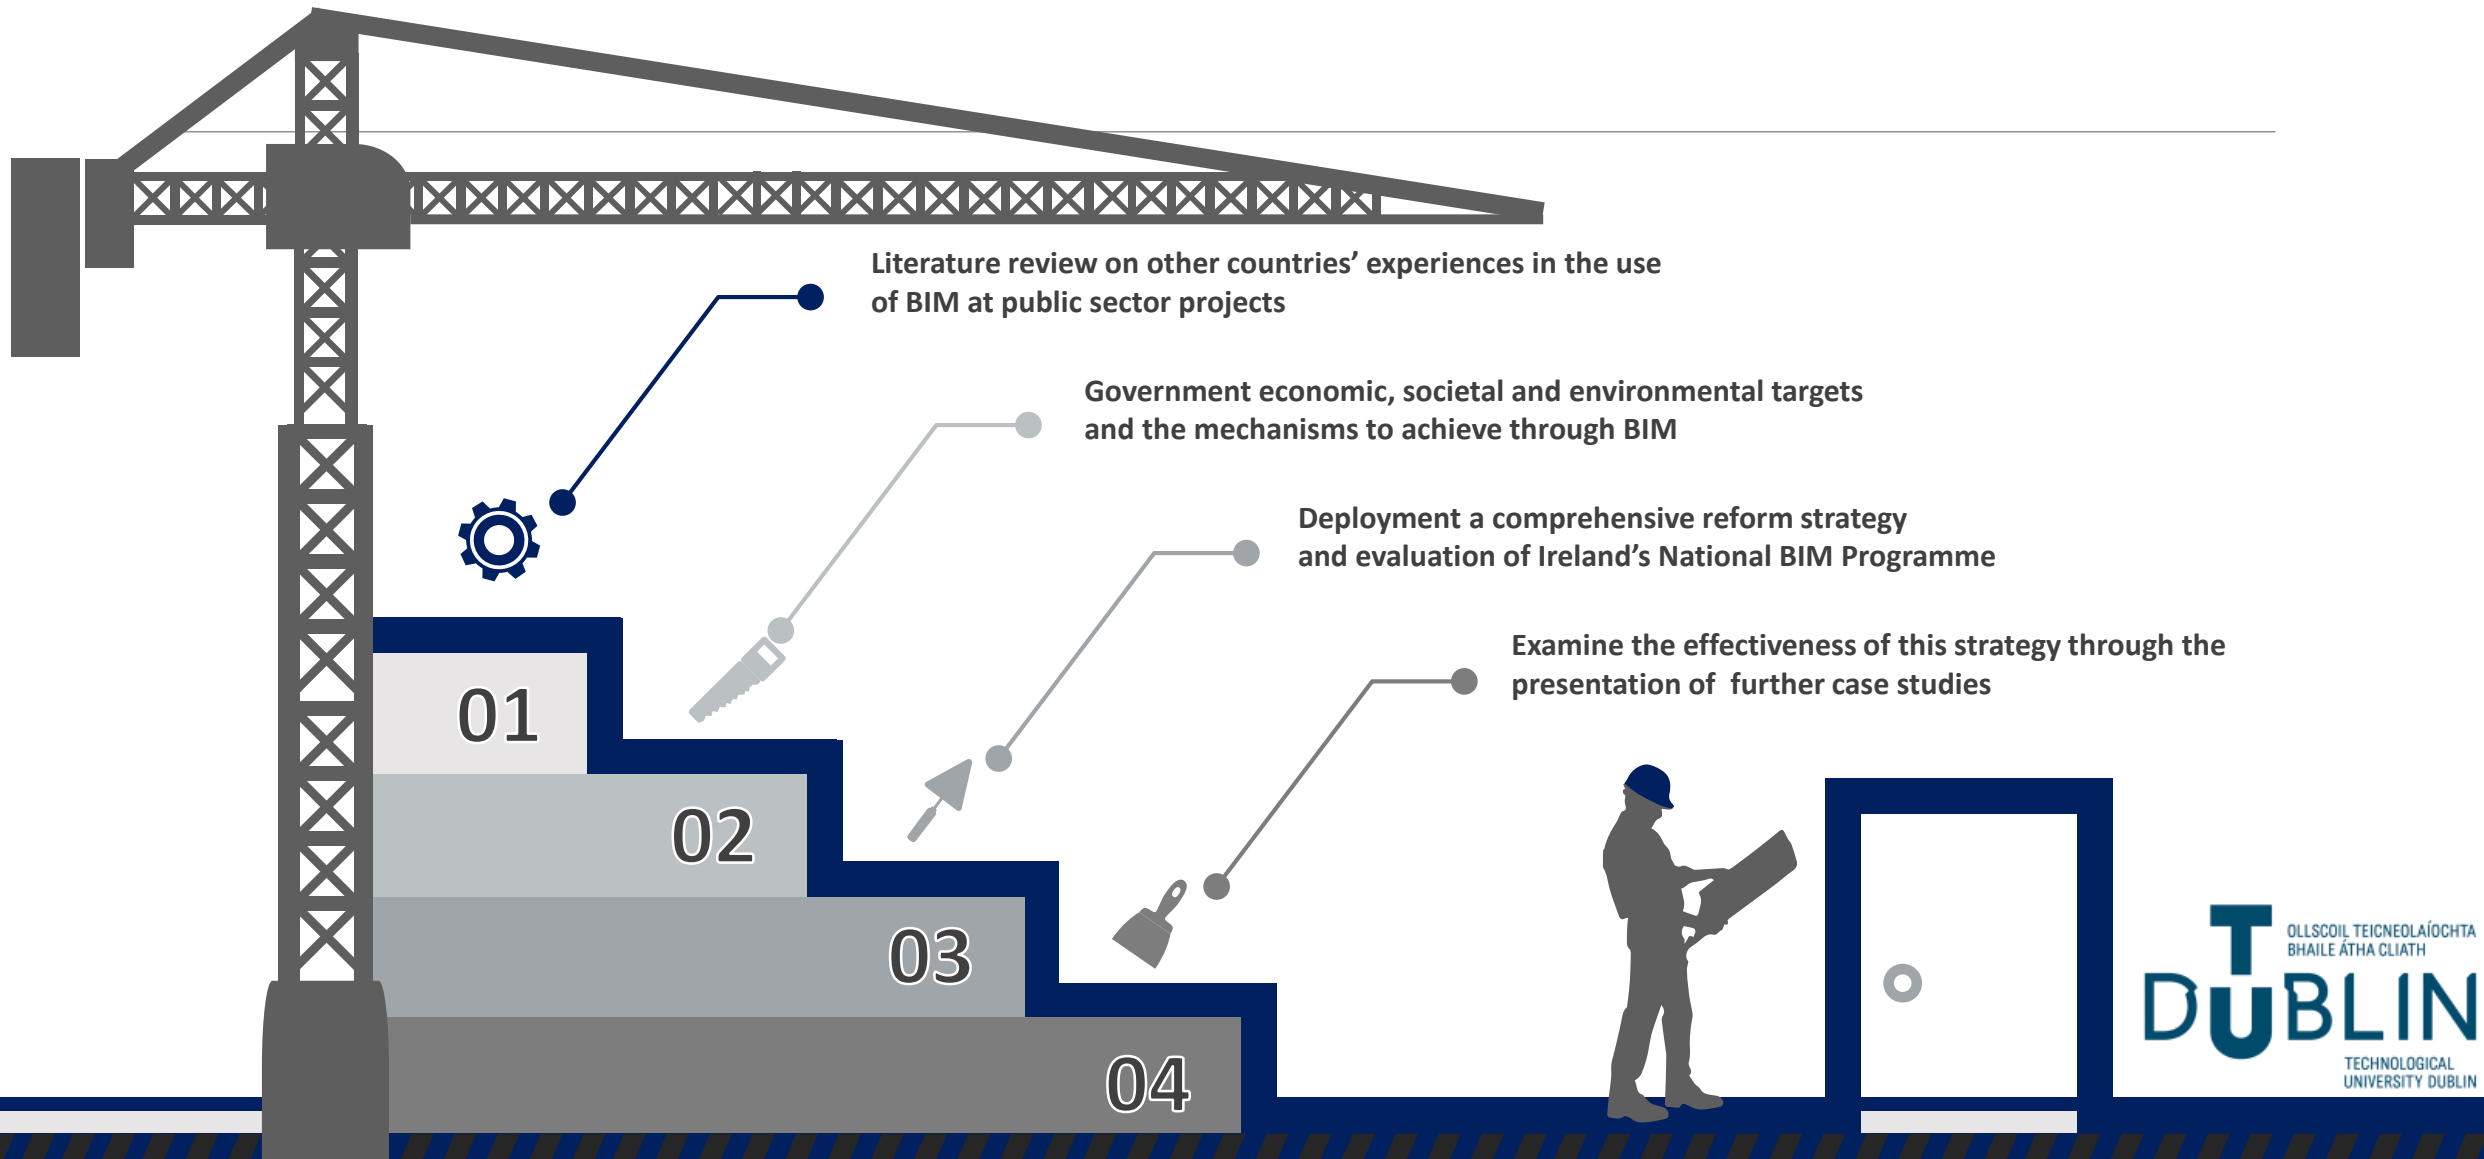 Literature review on other countries’ experiences in the use
of BIM at public sector projects
Government economic, societal and environmental targets
and the mechanisms to achieve through BIM
Deployment a comprehensive reform strategy
and evaluation of Ireland’s National BIM Programme
Examine the effectiveness of this strategy through the
presentation of  further case studies
01
02
03
04
OLLSCOIL TEICNEOLAÍOCHTA
BHAILE ÁTHA CLIATH
TU DUBLIN
TECHNOLOGICAL
UNIVERSITY DUBLIN